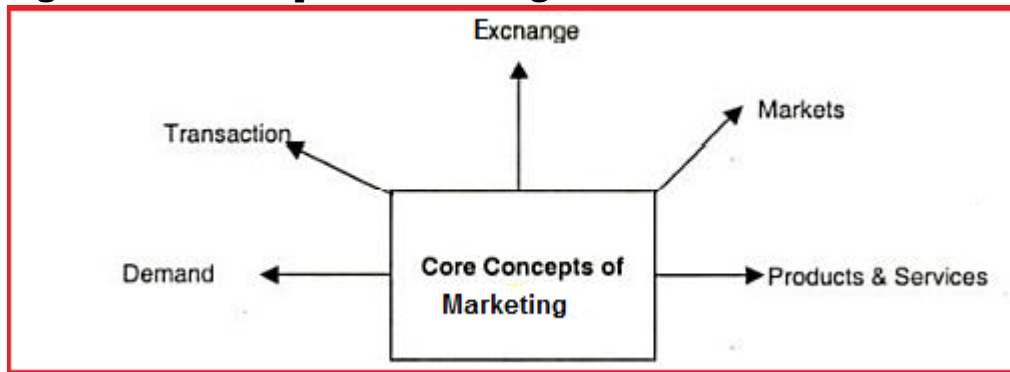 Excnange
Markets
Transaction
Demand
Core Concepts of
Marketing
Products & Services